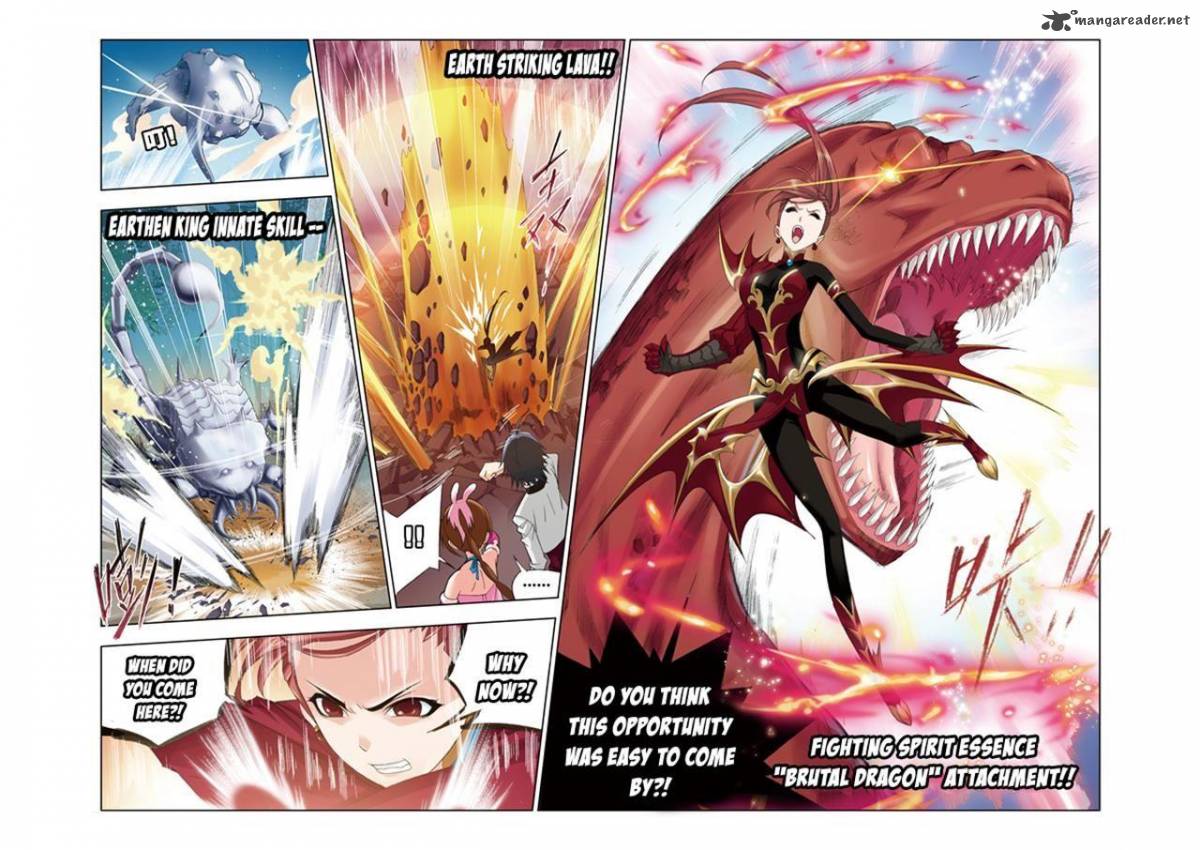 mangareader.net
叮!
EARTHEN KING INNATE SKILL --
EARTH STRIKING LAVA!!
!!
......
WHEN DID
YOU COME
HERE?!
WHY
NOW?!
DO YOU THINK
THIS OPPORTUNITY
WAS EASY TO COME
BY?!
FIGHTING SPIRIT ESSENCE
"BRUTAL DRAGON" ATTACHMENT!!